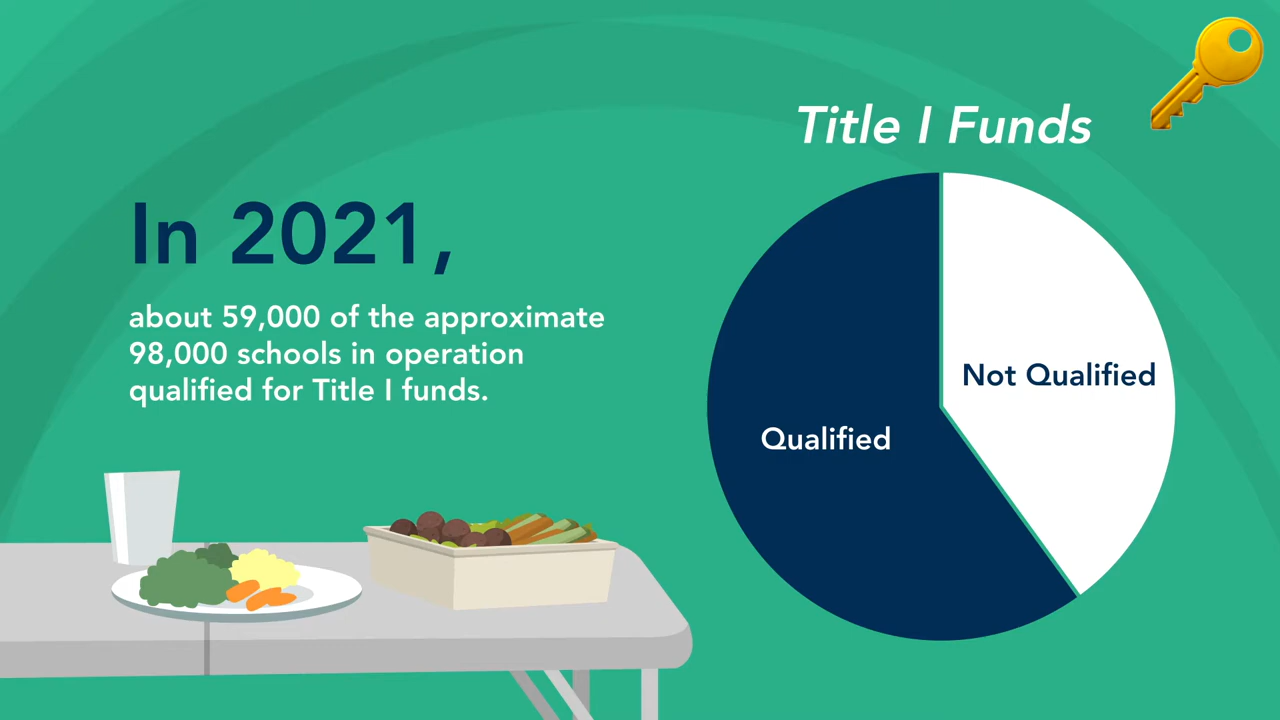 Title I Funds
In 2021,
about 59,000 of the approximate
98,000 schools in operation
qualified for Title I funds.
Not Qualified
Qualified